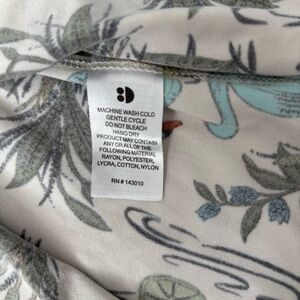 MACHINE WASH COLD
GENTLE CYCLE
DO NOT BLEACH
HANG DRY
PRODUCT MAY CONTAIN
ANY OR ALL OF THE
FOLLOWING MATERIAL
RAYON, POLYESTER,
LYCRA, COTTON, NYLON
RN# 143010